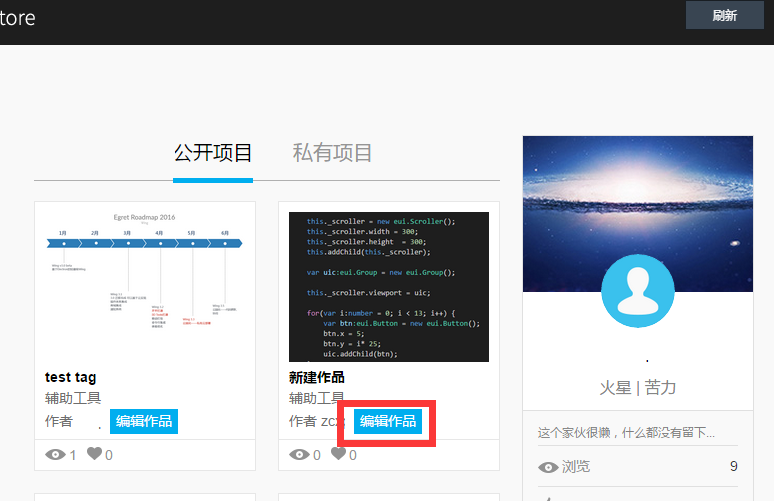 tore
刷新
公开项目 私有项目
Egret Roadmap 2016
1月 2月 3月 4月 5月 6月
test tag
辅助工具
作者 . 编辑作品
1 0
this._scroller = new eui.Scroller();
this._scroller.width = 300;
this._scroller.height = 300;
this.addChild(this._scroller);
var uic:eui.Group = new eui.Group();
this._scroller.viewport = uic;
for(var i:number = 0; i < 13; i++) {
var btn:eui.Button = new eui.Button();
btn.x = 5;
btn.y = i* 25;
uic.addChild(btn);
新建作品
辅助工具
作者 编辑作品
0 0
.
火星 | 苦力
这个家伙很懒，什么都没有留下...
浏览 9